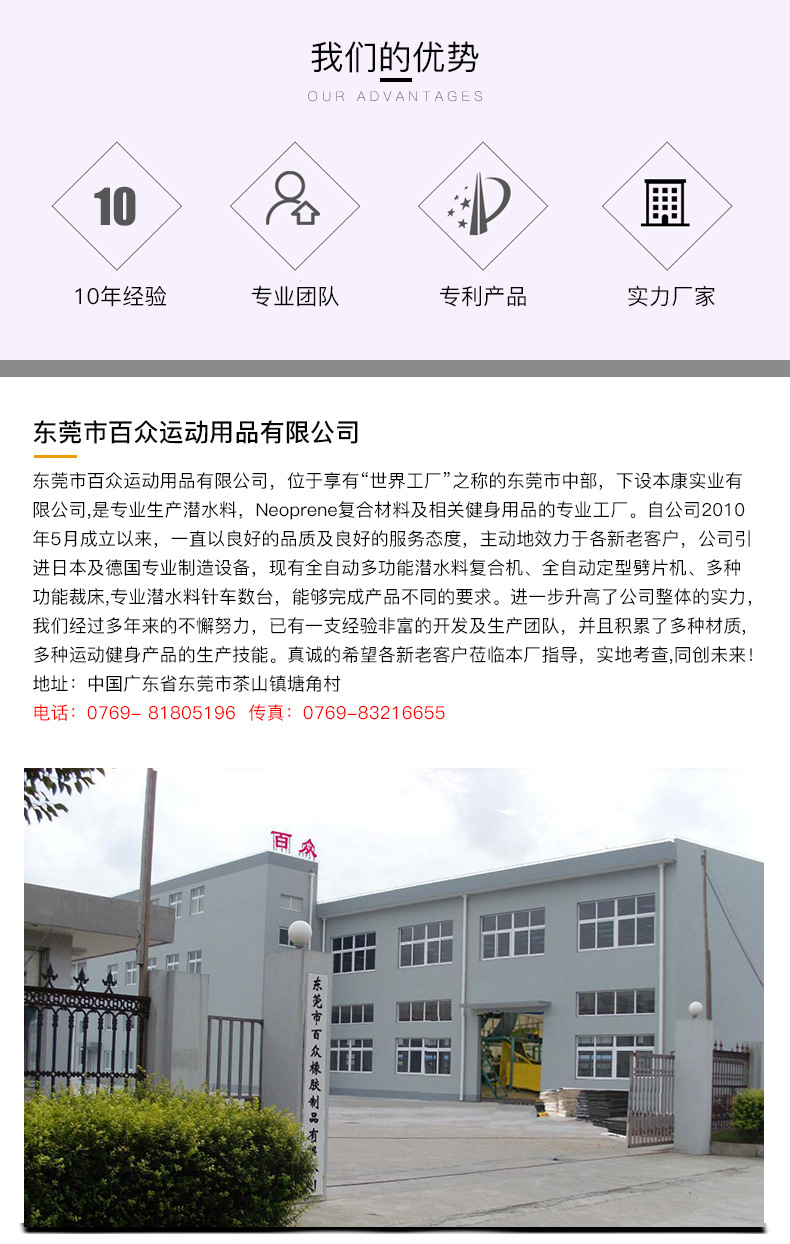 我们的优势
OUR ADVANTAGES
10
10年经验
专业团队
专利产品
实力厂家
东莞市百众运动用品有限公司
东莞市百众运动用品有限公司，位于享有“世界工厂”之称的东莞市中部，下设本康实业有
限公司,是专业生产潜水料，Neoprene复合材料及相关健身用品的专业工厂。自公司2010
年5月成立以来，一直以良好的品质及良好的服务态度，主动地效力于各新老客户，公司引
进日本及德国专业制造设备，现有全自动多功能潜水料复合机、全自动定型劈片机、多种
功能裁床,专业潜水料针车数台，能够完成产品不同的要求。进一步升高了公司整体的实力，
我们经过多年来的不懈努力，已有一支经验非富的开发及生产团队，并且积累了多种材质，
多种运动健身产品的生产技能。真诚的希望各新老客户莅临本厂指导，实地考查,同创未来！
地址：中国广东省东莞市茶山镇塘角村
电话：0769- 81805196 传真：0769-83216655
百众
东莞市百众橡胶制品有